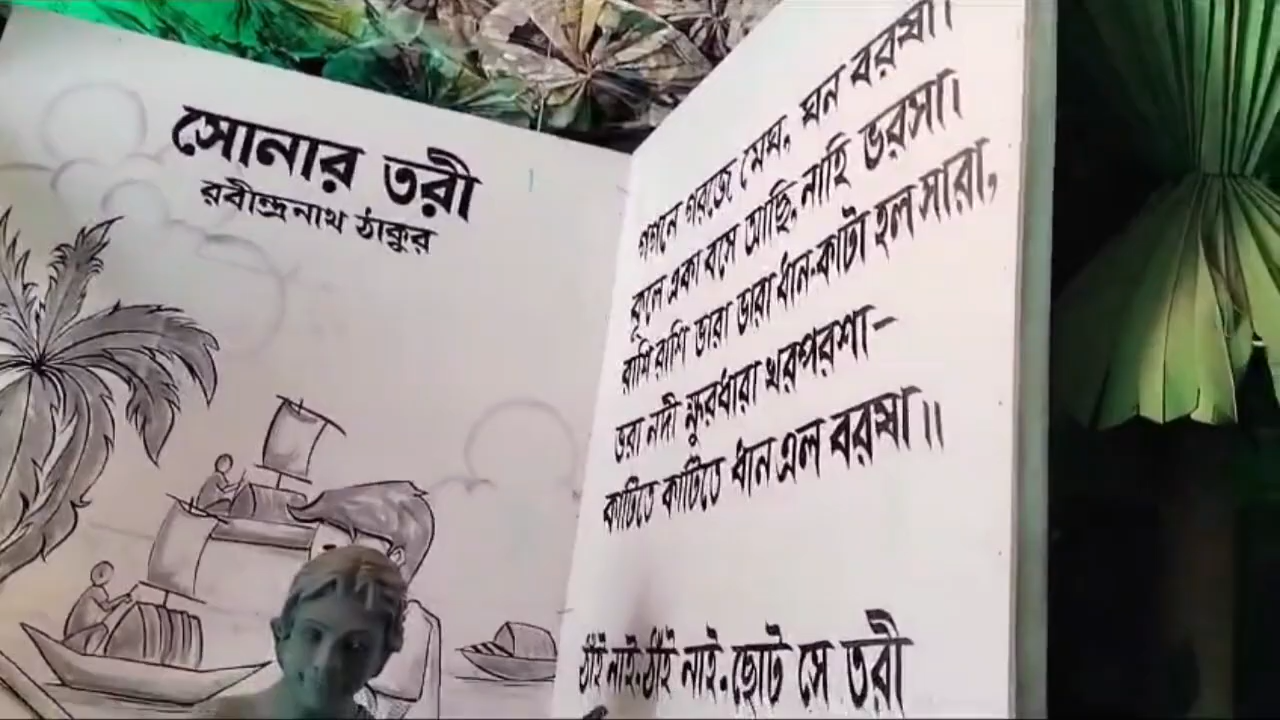 সোনার তরী
রবীন্দ্রনাথ ঠাকুর
গগনে গরজে মেঘ, ঘন বরষা।
কূলে একা বসে আছি, নাহি ভরসা।
রাশি রাশি ভারা ভারা ধান-কাটা হল সারা,
ভরা নদী ক্ষুরধারা খরপরশা–
কাটিতে কাটিতে ধান এল বরষা॥
ঠাঁই নাই, ঠাঁই নাই, ছোট সে তরী